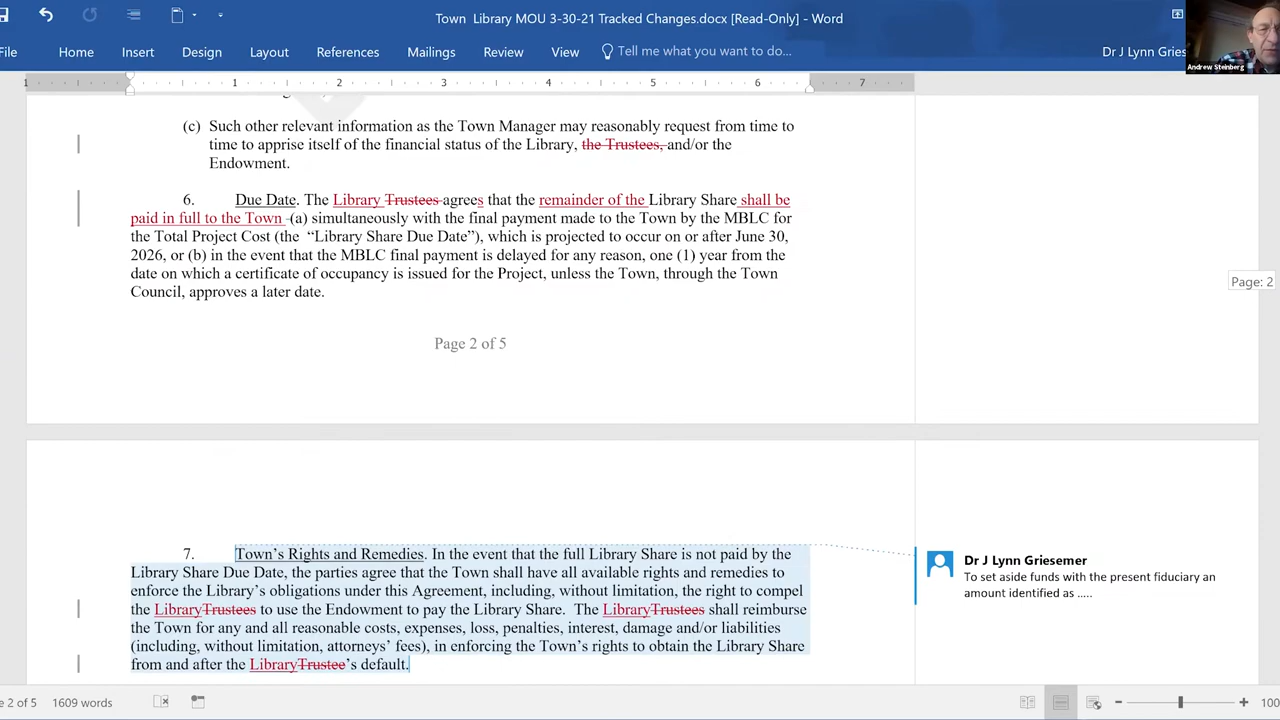 Town  Library MOU 3-30-21 Tracked Changes.docx [Read-Only] - Word
File Home Insert Design Layout References Mailings Review View Tell me what you want to do... Dr J Lynn Gries
Andrew Steinberg
1 1 2 3 4 5 6 7
(c) Such other relevant information as the Town Manager may reasonably request from time to
time to apprise itself of the financial status of the Library, the Trustees, and/or the
Endowment.
6. Due Date. The Library Trustees agrees that the remainder of the Library Share shall be
paid in full to the Town (a) simultaneously with the final payment made to the Town by the MBLC for
the Total Project Cost (the “Library Share Due Date”), which is projected to occur on or after June 30,
2026, or (b) in the event that the MBLC final payment is delayed for any reason, one (1) year from the
date on which a certificate of occupancy is issued for the Project, unless the Town, through the Town
Council, approves a later date.
Page: 2
Page 2 of 5
7. Town’s Rights and Remedies. In the event that the full Library Share is not paid by the
Library Share Due Date, the parties agree that the Town shall have all available rights and remedies to
enforce the Library’s obligations under this Agreement, including, without limitation, the right to compel
the LibraryTrustees to use the Endowment to pay the Library Share.  The LibraryTrustees shall reimburse
the Town for any and all reasonable costs, expenses, loss, penalties, interest, damage and/or liabilities
(including, without limitation, attorneys’ fees), in enforcing the Town’s rights to obtain the Library Share
from and after the LibraryTrustee’s default.
Dr J Lynn Griesemer
To set aside funds with the present fiduciary an
amount identified as .....
e 2 of 5 1609 words 100